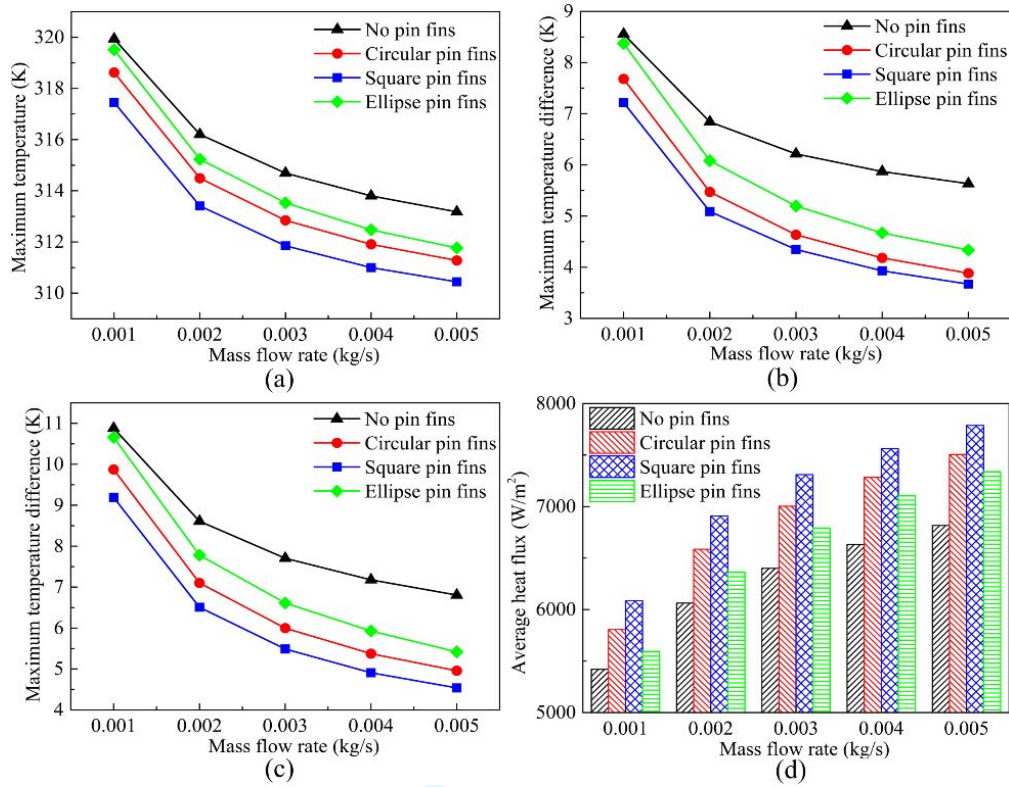 320
318
316
314
312
310
Maximum temperature (K)
No pin fins
Circular pin fins
Square pin fins
Ellipse pin fins
0.001 0.002 0.003 0.004 0.005
Mass flow rate (kg/s)
(a)
9
8
7
6
5
4
3
Maximum temperature difference (K)
No pin fins
Circular pin fins
Square pin fins
Ellipse pin fins
0.001 0.002 0.003 0.004 0.005
Mass flow rate (kg/s)
(b)
11
10
9
8
7
6
5
4
Maximum temperature difference (K)
No pin fins
Circular pin fins
Square pin fins
Ellipse pin fins
0.001 0.002 0.003 0.004 0.005
Mass flow rate (kg/s)
(c)
8000
7000
6000
5000
Average heat flux (W/m²)
No pin fins
Circular pin fins
Square pin fins
Ellipse pin fins
0.001 0.002 0.003 0.004 0.005
Mass flow rate (kg/s)
(d)